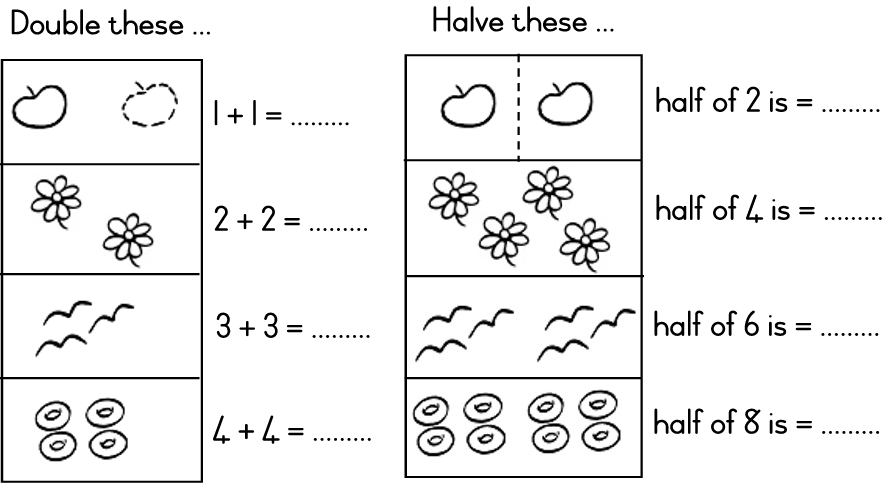 Double these ...
1 + 1 = .........
2 + 2 = .........
3 + 3 = .........
4 + 4 = .........
Halve these ...
half of 2 is = .........
half of 4 is = .........
half of 6 is = .........
half of 8 is = .........